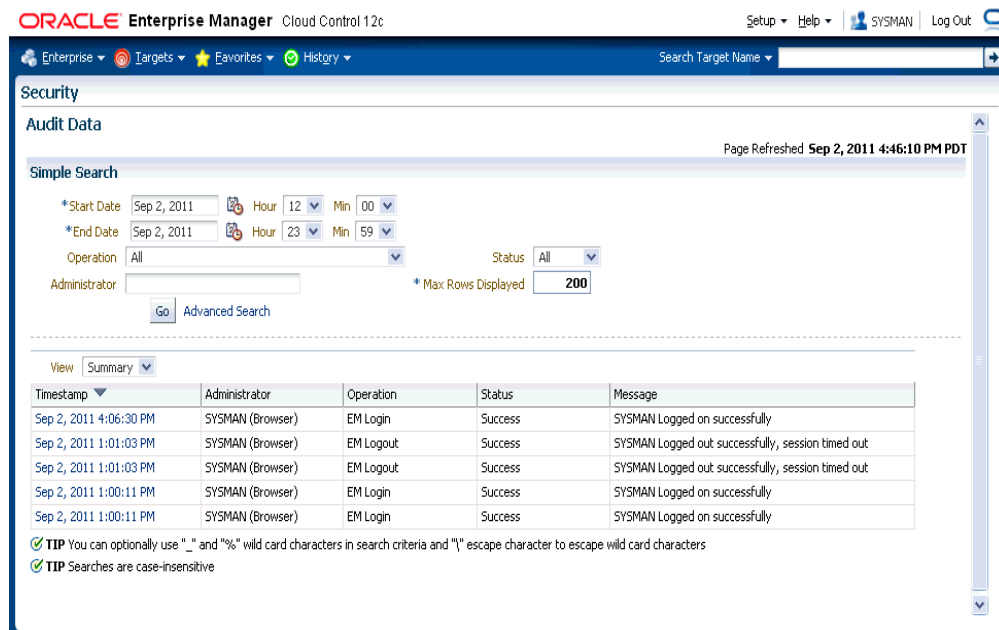 ORACLE Enterprise Manager Cloud Control 12c Setup Help SYSMAN Log Out
Enterprise Targets Favorites History Search Target Name
Security
Audit Data
Page Refreshed Sep 2, 2011 4:46:10 PM PDT
Simple Search
*Start Date Sep 2, 2011 Hour 12 Min 00
*End Date Sep 2, 2011 Hour 23 Min 59
Operation All Status All
Administrator * Max Rows Displayed 200
Go Advanced Search
View Summary
Timestamp Administrator Operation Status Message
Sep 2, 2011 4:06:30 PM SYSMAN (Browser) EM Login Success SYSMAN Logged on successfully
Sep 2, 2011 1:01:03 PM SYSMAN (Browser) EM Logout Success SYSMAN Logged out successfully, session timed out
Sep 2, 2011 1:01:03 PM SYSMAN (Browser) EM Logout Success SYSMAN Logged out successfully, session timed out
Sep 2, 2011 1:00:11 PM SYSMAN (Browser) EM Login Success SYSMAN Logged on successfully
Sep 2, 2011 1:00:11 PM SYSMAN (Browser) EM Login Success SYSMAN Logged on successfully
TIP You can optionally use "_" and "%" wild card characters in search criteria and "\" escape character to escape wild card characters
TIP Searches are case-insensitive